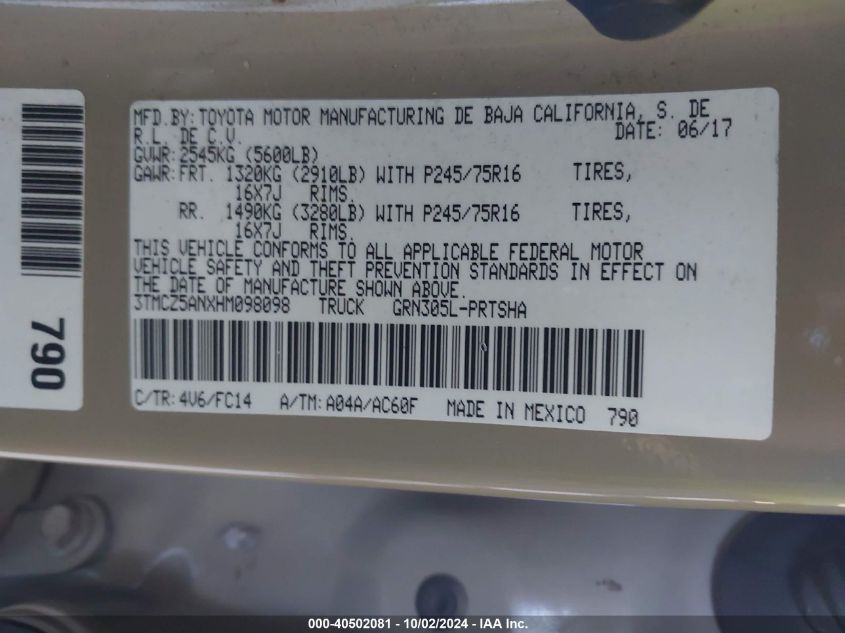 MFD.BY:TOYOTA MOTOR MANUFACTURING DE BAJA CALIFORNIA, S. DE
R.L. DE C.V. DATE: 06/17
GVWR:2545KG (5600LB)
GAWR:FRT. 1320KG (2910LB) WITH P245/75R16 TIRES,
16X7J RIMS.
RR. 1490KG (3280LB) WITH P245/75R16 TIRES,
16X7J RIMS.
THIS VEHICLE CONFORMS TO ALL APPLICABLE FEDERAL MOTOR
VEHICLE SAFETY AND THEFT PREVENTION STANDARDS IN EFFECT ON
THE DATE OF MANUFACTURE SHOWN ABOVE.
3TMCZ5ANXHM098098 TRUCK GRN305L-PRTSHA
C/TR:4V6/FC14 A/TM:A04A/AC60F MADE IN MEXICO 790
790
000-40502081 - 10/02/2024 - IAA Inc.